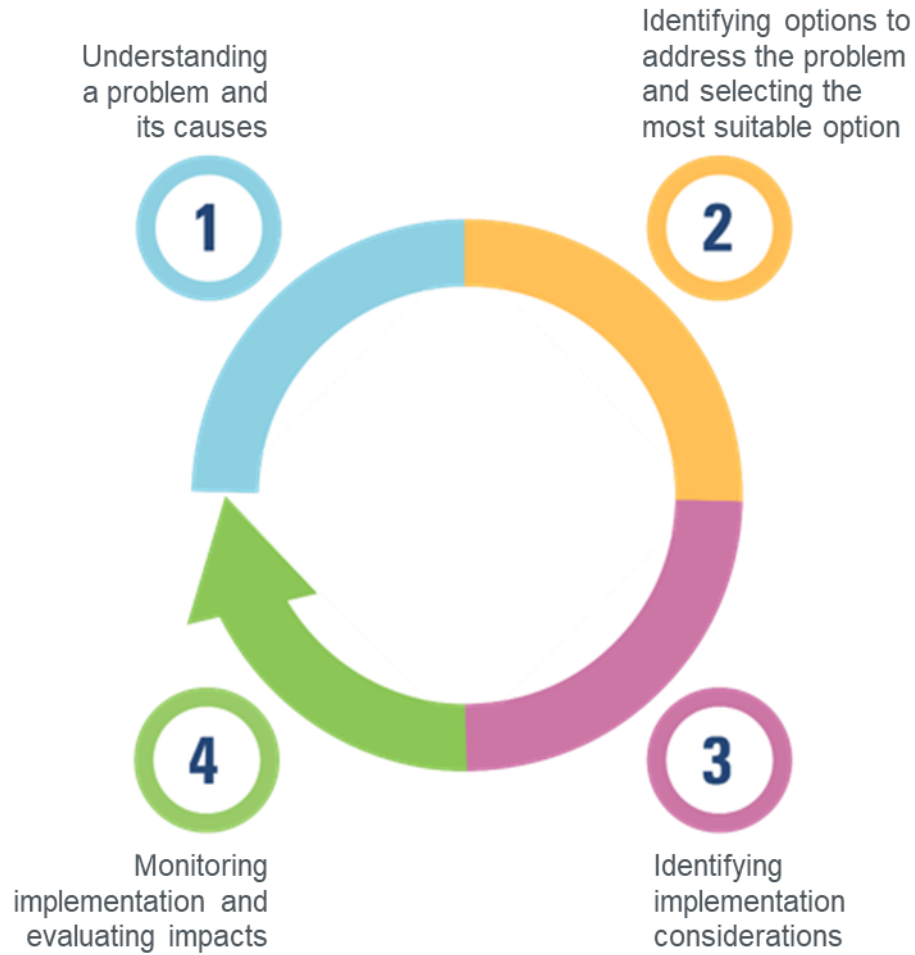 Understanding
a problem and
its causes
1
Identifying options to
address the problem
and selecting the
most suitable option
2
3
Identifying
implementation
considerations
4
Monitoring
implementation and
evaluating impacts